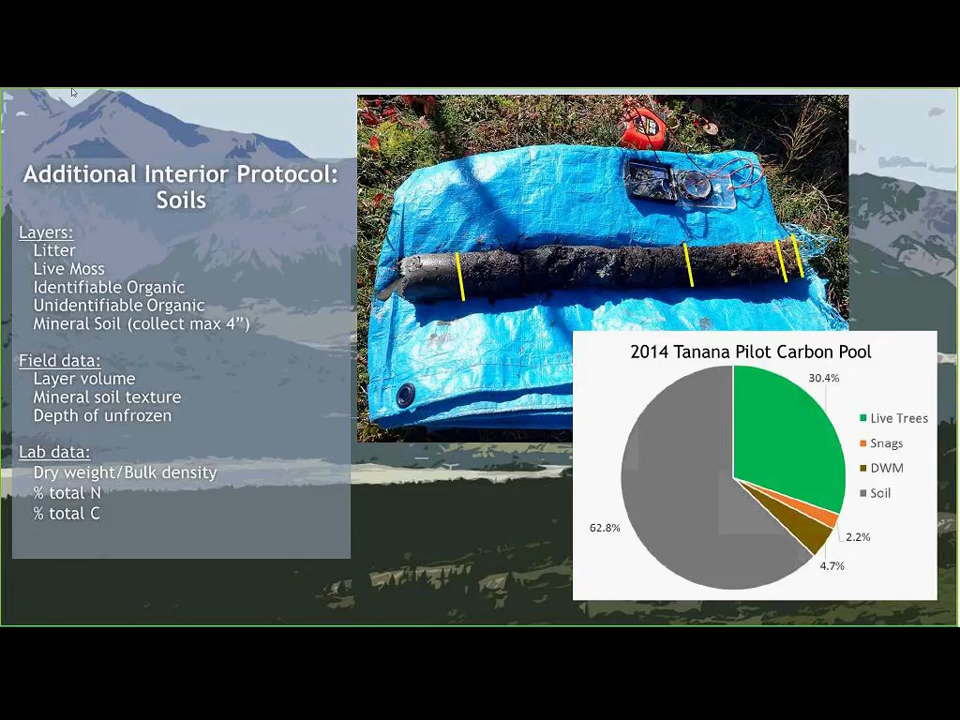 Additional Interior Protocol:
Soils
Layers:
Litter
Live Moss
Identifiable Organic
Unidentifiable Organic
Mineral Soil (collect max 4”)
Field data:
Layer volume
Mineral soil texture
Depth of unfrozen
Lab data:
Dry weight/Bulk density
% total N
% total C
2014 Tanana Pilot Carbon Pool
30.4%
Live Trees
Snags
DWM
Soil
62.8%
2.2%
4.7%